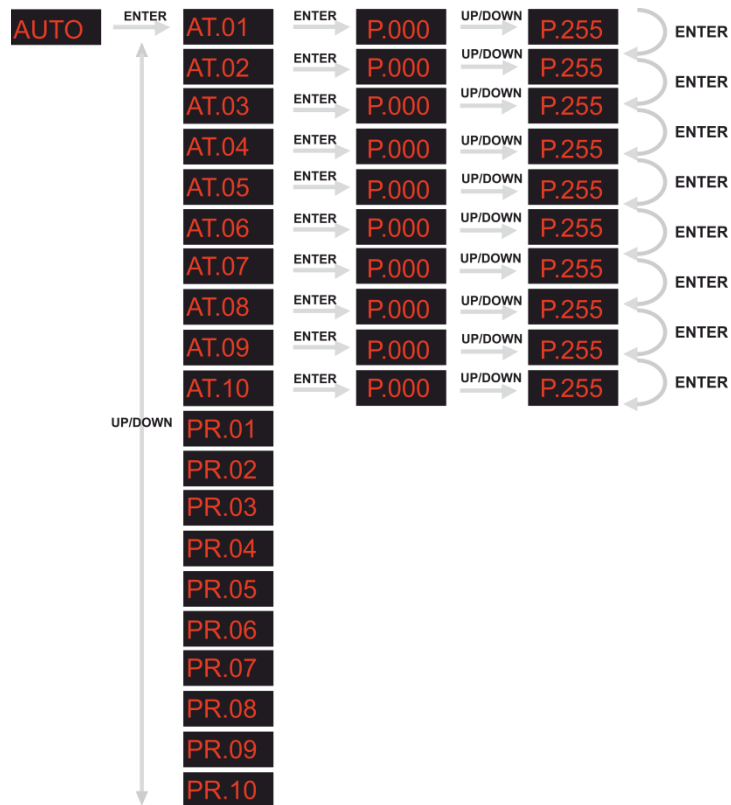 AUTO ENTER AT.01 ENTER P.000 UP/DOWN P.255 ENTER
AT.02 ENTER P.000 UP/DOWN P.255 ENTER
AT.03 ENTER P.000 UP/DOWN P.255 ENTER
AT.04 ENTER P.000 UP/DOWN P.255 ENTER
AT.05 ENTER P.000 UP/DOWN P.255 ENTER
AT.06 ENTER P.000 UP/DOWN P.255 ENTER
AT.07 ENTER P.000 UP/DOWN P.255 ENTER
AT.08 ENTER P.000 UP/DOWN P.255 ENTER
AT.09 ENTER P.000 UP/DOWN P.255
AT.10 ENTER P.000 UP/DOWN P.255
UP/DOWN PR.01
PR.02
PR.03
PR.04
PR.05
PR.06
PR.07
PR.08
PR.09
PR.10